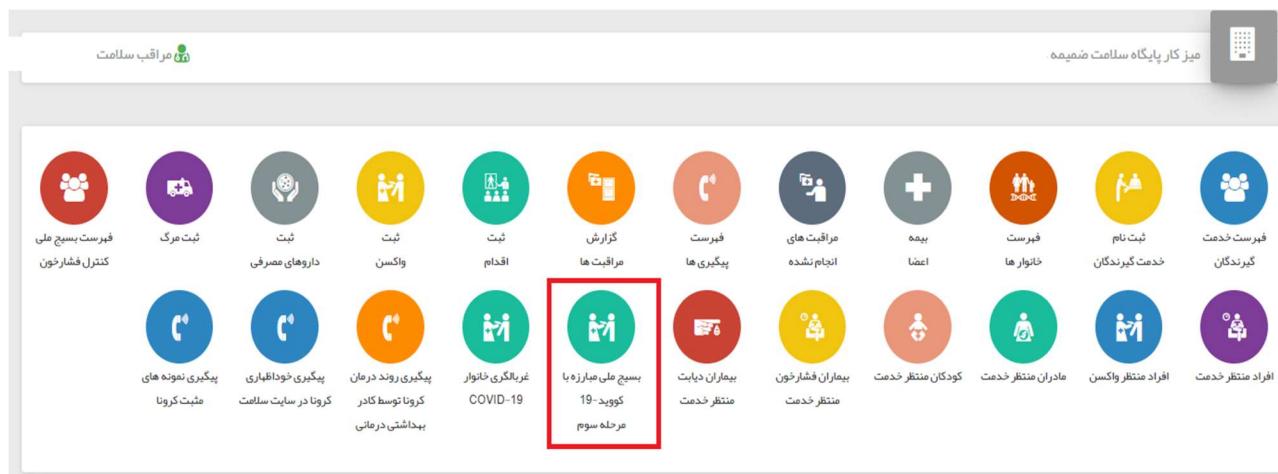 میز کار پایگاه سلامت ضمیمه
مراقب سلامت
فهرست خدمت
گیرندگان
ثبت نام
خدمت گیرندگان
فهرست
خانوار ها
بیمه
اعضا
مراقبت های
انجام نشده
فهرست
پیگیری ها
گزارش
مراقبت ها
ثبت
اقدام
ثبت
واکسن
ثبت
داروهای مصرفی
ثبت مرگ
فهرست بسیج ملی
کنترل فشارخون
افراد منتظر خدمت
افراد منتظر واکسن
مادران منتظر خدمت
کودکان منتظر خدمت
بیماران فشارخون
منتظر خدمت
بیماران دیابت
منتظر خدمت
بسیج ملی مبارزه با
کووید-19
مرحله سوم
غربالگری خانوار
COVID-19
پیگیری روند درمان
کرونا توسط کادر
بهداشتی درمانی
پیگیری خوداظهاری
کرونا در سایت سلامت
پیگیری نمونه های
مثبت کرونا